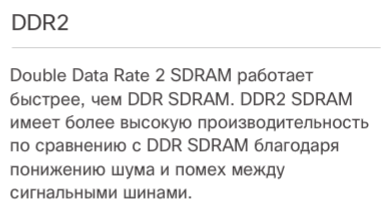 DDR2
Double Data Rate 2 SDRAM работает
быстрее, чем DDR SDRAM. DDR2 SDRAM
имеет более высокую производительность
по сравнению с DDR SDRAM благодаря
понижению шума и помех между
сигнальными шинами.